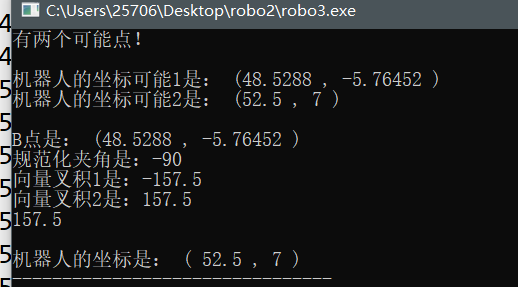 C:\Users\25706\Desktop\robo2\robo3.exe
有两个可能点!
机器人的坐标可能1是: (48.5288 , -5.76452 )
机器人的坐标可能2是: (52.5 , 7 )
B点是: (48.5288 , -5.76452 )
规范化夹角是: -90
向量叉积1是: -157.5
向量叉积2是: 157.5
157.5
机器人的坐标是: ( 52.5 , 7 )
--------------------------------